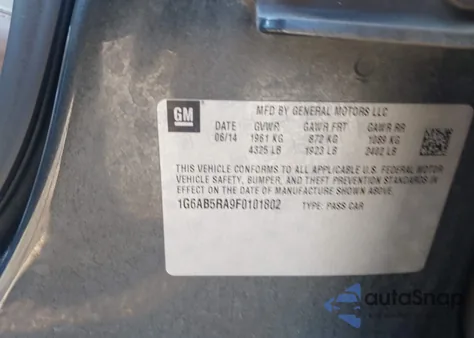 GM
MFD BY GENERAL MOTORS LLC
DATE GVWR GAWR FRT GAWR RR
06/14 1961 KG 872 KG 1089 KG
4325 LB 1923 LB 2402 LB
THIS VEHICLE CONFORMS TO ALL APPLICABLE U.S. FEDERAL MOTOR
VEHICLE SAFETY, BUMPER, AND THEFT PREVENTION STANDARDS IN
EFFECT ON THE DATE OF MANUFACTURE SHOWN ABOVE.
1G6AB5RA9F0101802 TYPE: PASS CAR
autoSnap